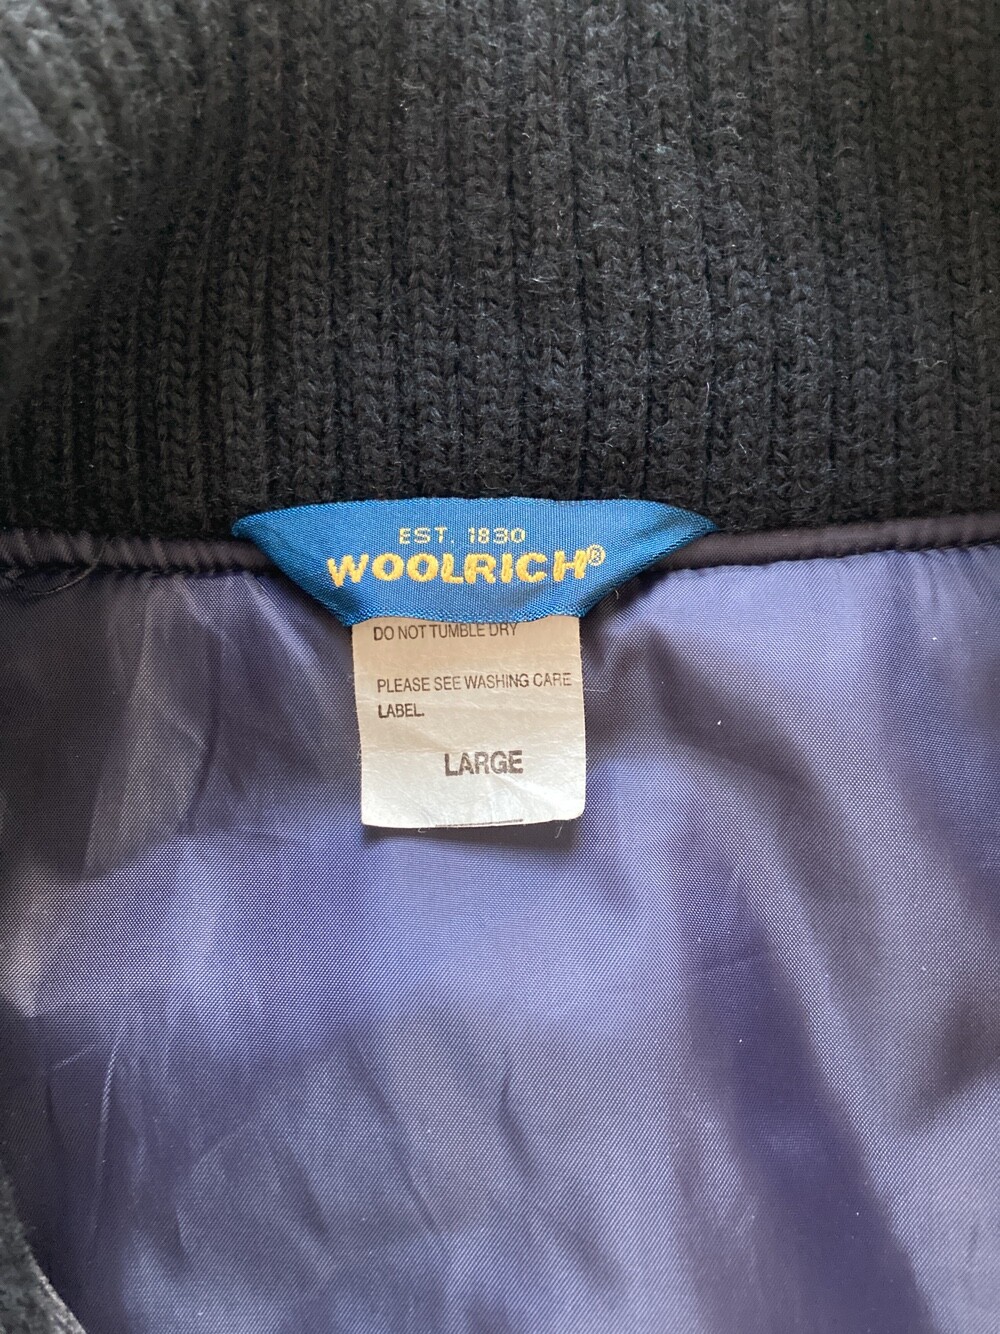 EST. 1830
WOOLRICH®
DO NOT TUMBLE DRY
PLEASE SEE WASHING CARE
LABEL.
LARGE